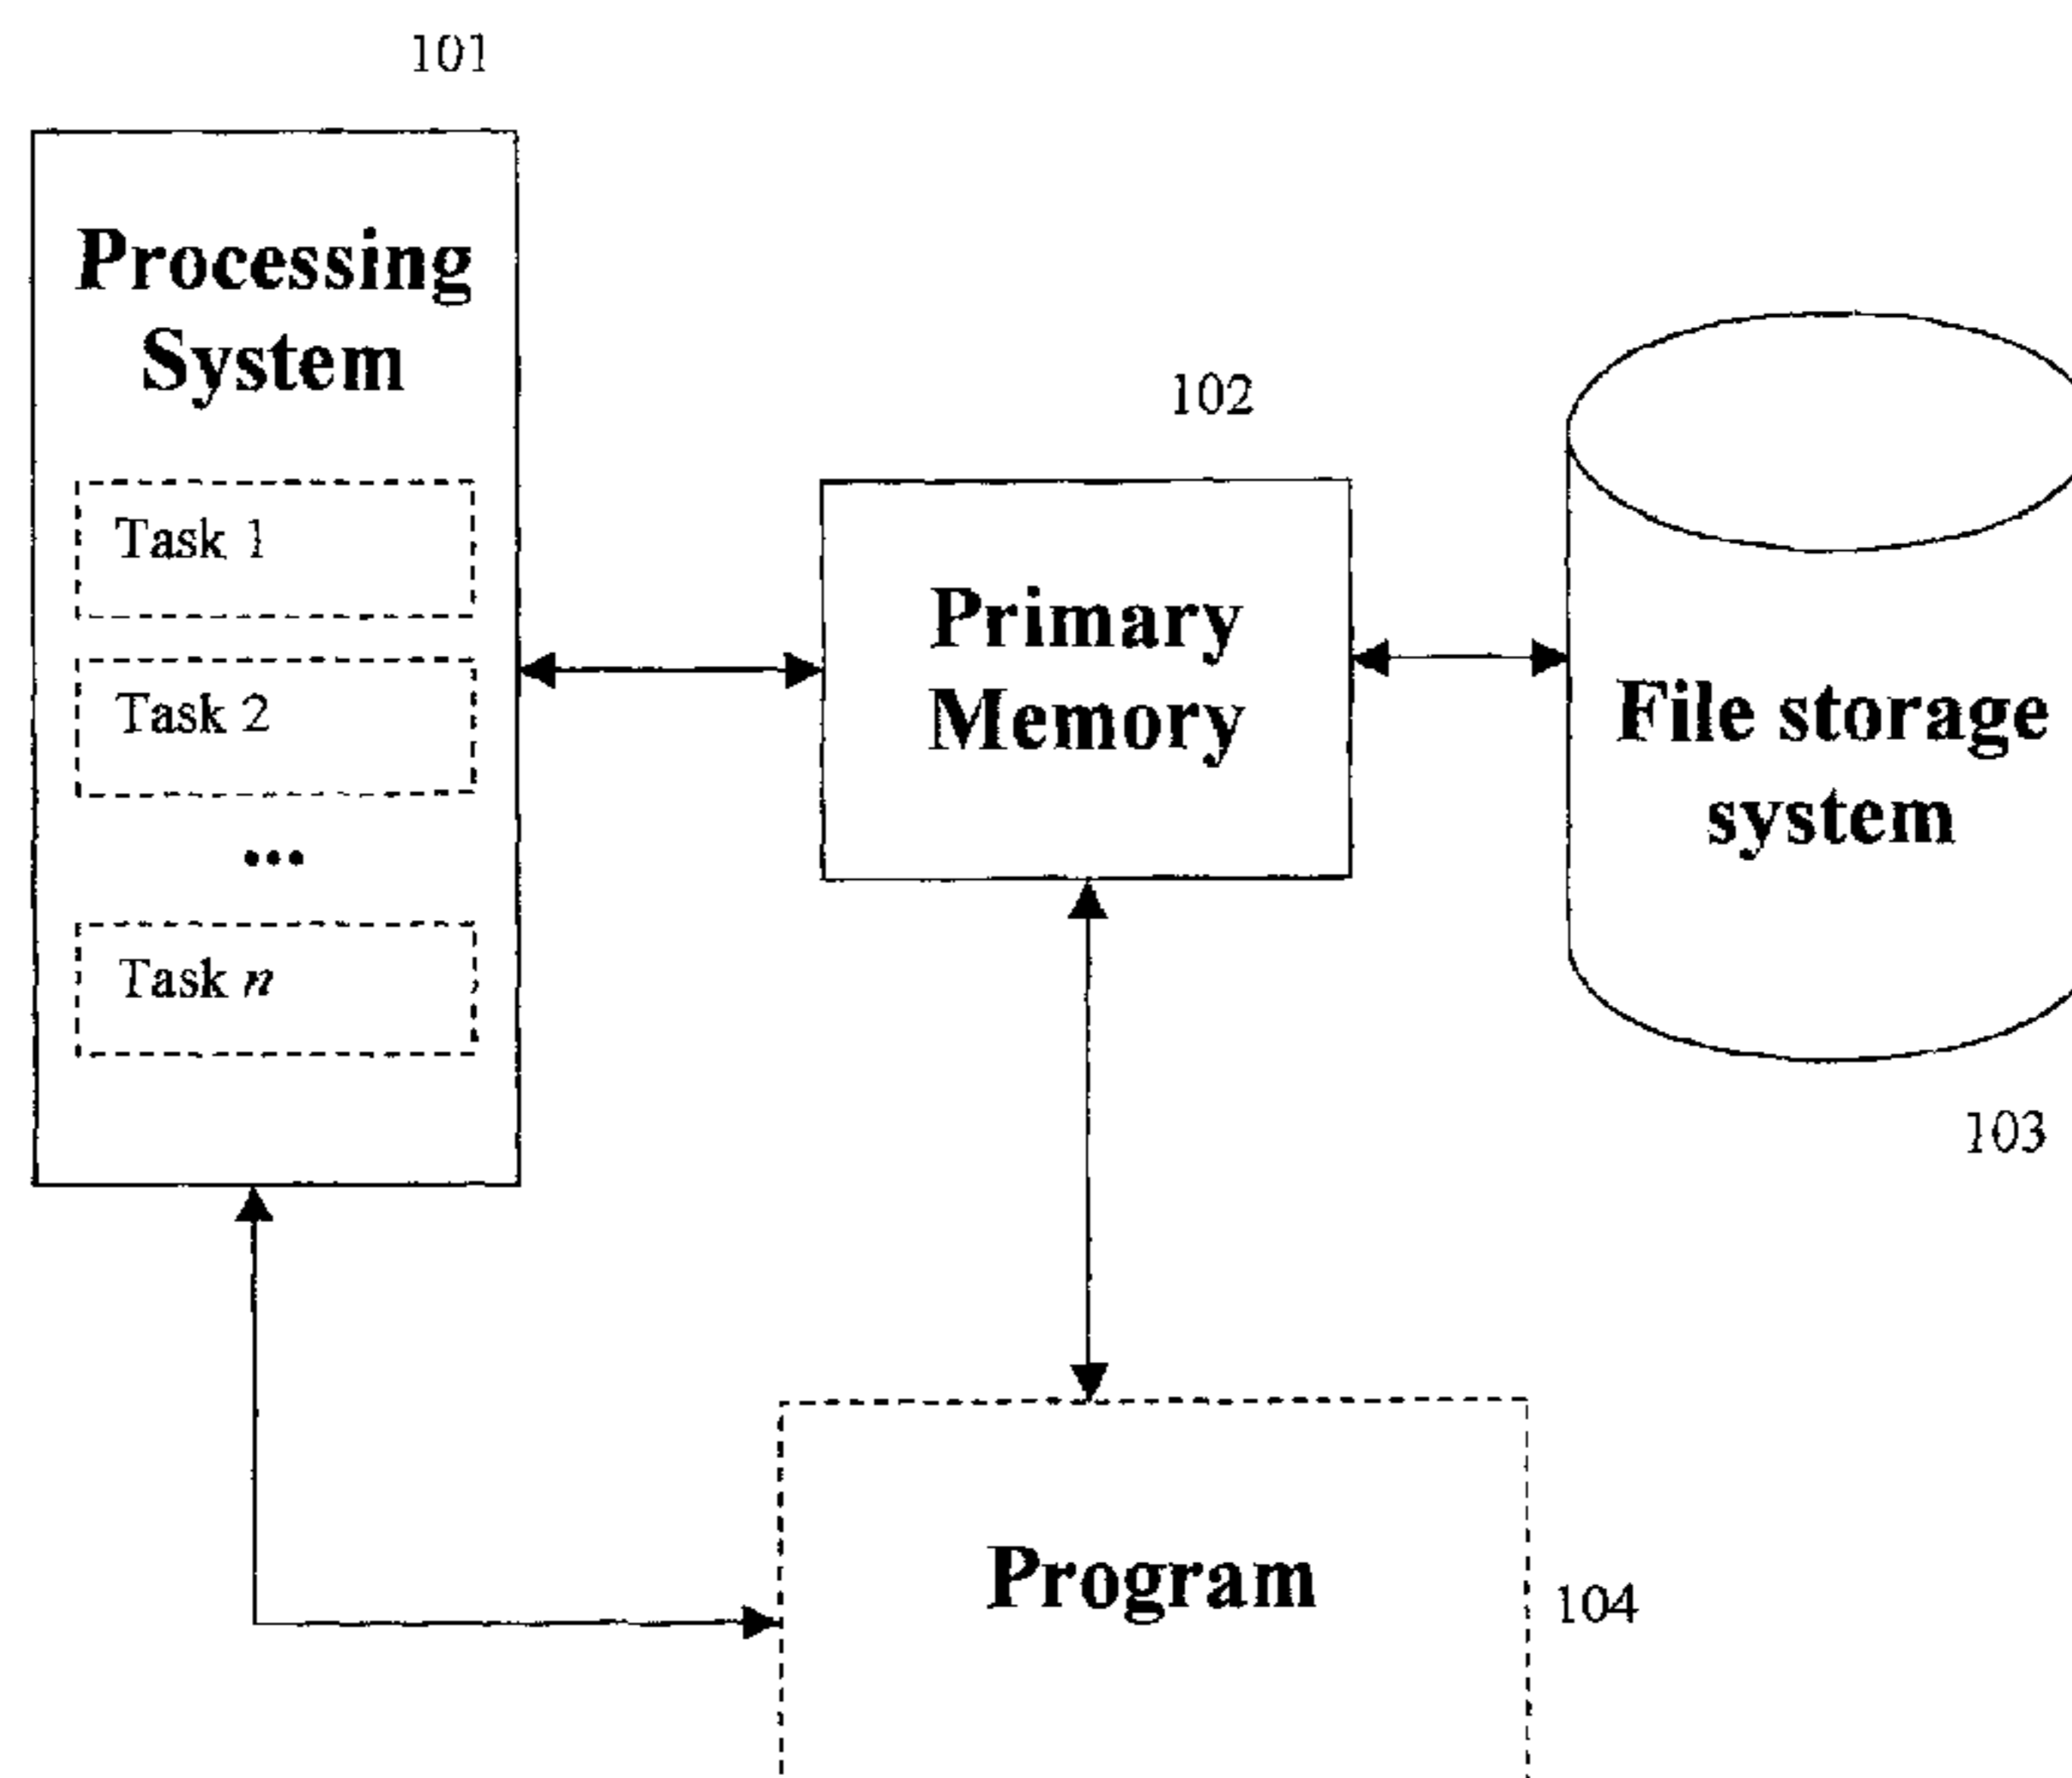 101
Processing
System
Task 1
Task 2
...
Task n
102
Primary
Memory
File storage
system
103
Program
104